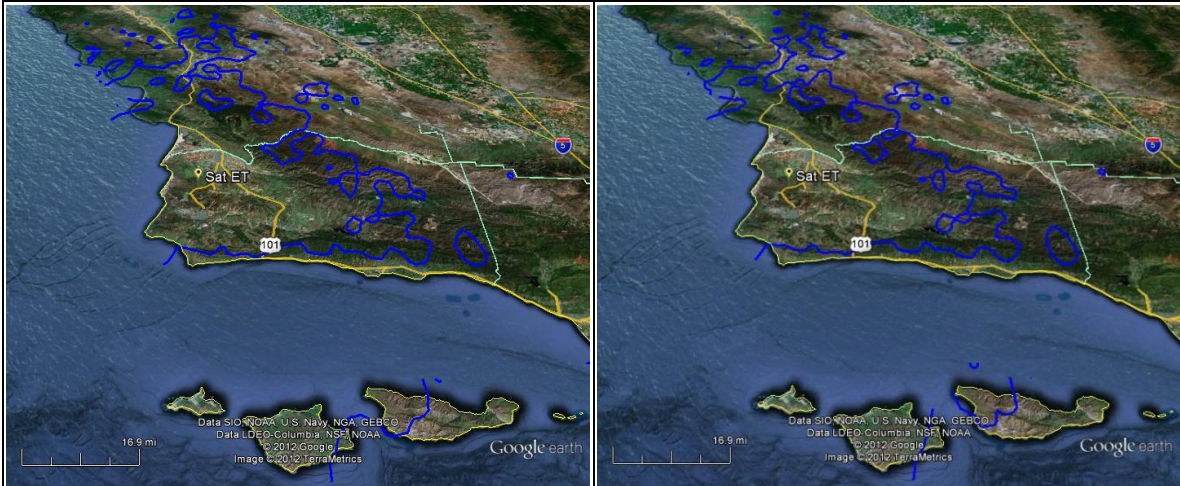 5
Sat ET
101
Data SIO, NOAA, U.S. Navy, NGA, GEBCO
Data LDEO-Columbia, NSF, NOAA
© 2012 Google
Image © 2012 TerraMetrics
16.9 mi
Google earth
5
Sat ET
101
Data SIO, NOAA, U.S. Navy, NGA, GEBCO
Data LDEO-Columbia, NSF, NOAA
© 2012 Google
Image © 2012 TerraMetrics
16.9 mi
Google earth